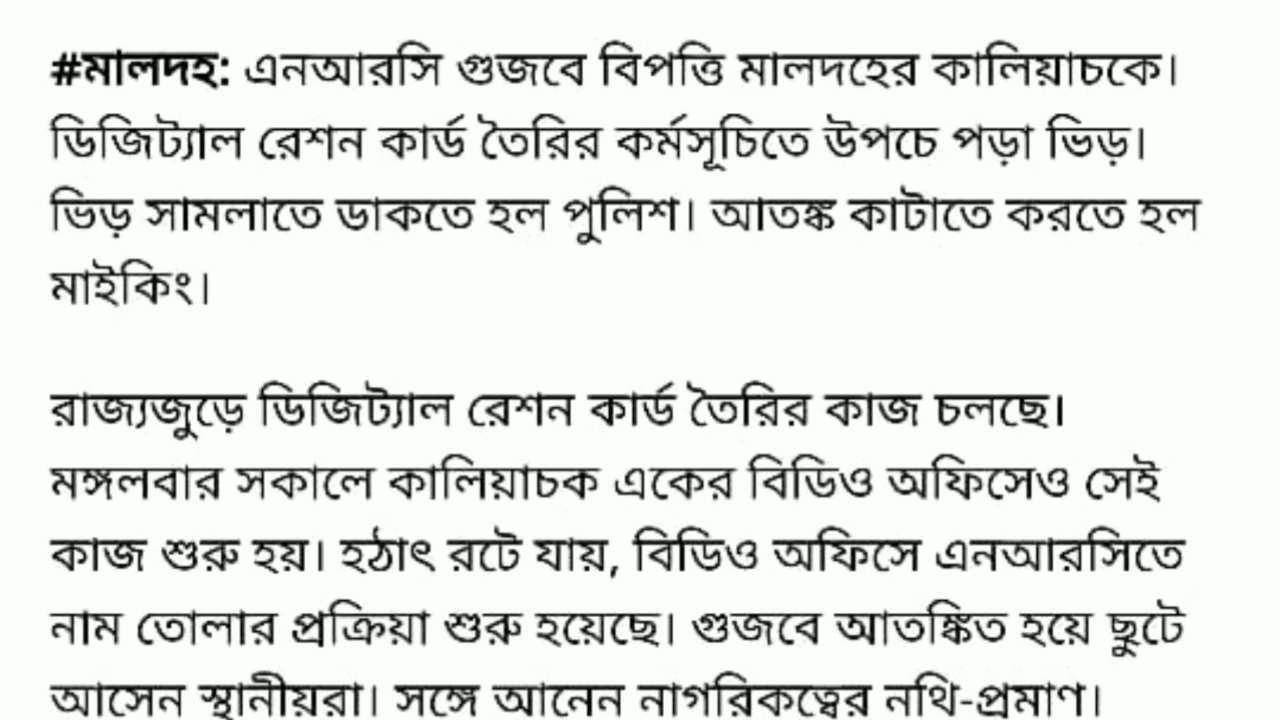 #মালদহ: এনআরসি গুজবে বিপত্তি মালদহের কালিয়াচকে।
ডিজিট্যাল রেশন কার্ড তৈরির কর্মসূচিতে উপচে পড়া ভিড়।
ভিড় সামলাতে ডাকতে হল পুলিশ। আতঙ্ক কাটাতে করতে হল
মাইকিং।
রাজ্যজুড়ে ডিজিট্যাল রেশন কার্ড তৈরির কাজ চলছে।
মঙ্গলবার সকালে কালিয়াচক একের বিডিও অফিসেও সেই
কাজ শুরু হয়। হঠাৎ রটে যায়, বিডিও অফিসে এনআরসিতে
নাম তোলার প্রক্রিয়া শুরু হয়েছে। গুজবে আতঙ্কিত হয়ে ছুটে
আসেন স্থানীয়রা। সঙ্গে আনেন নাগরিকত্বের নথি-প্রমাণ।